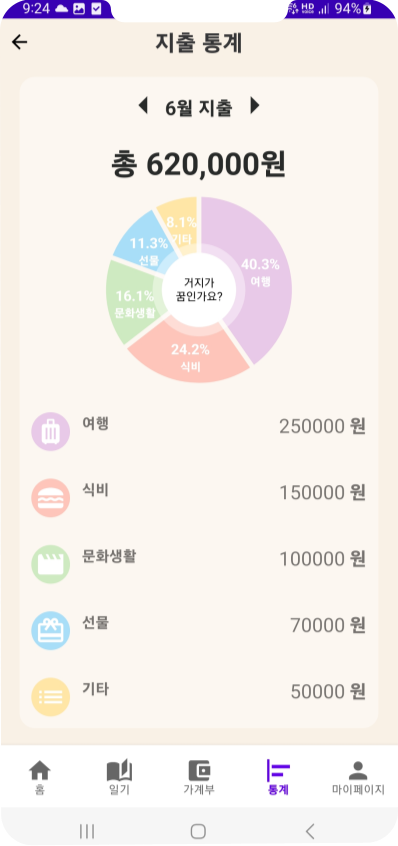 9:24
HD
94%
지출 통계
6월 지출
총 620,000원
8.1%
기타
11.3%
선물
40.3%
여행
거지가
꿈인가요?
16.1%
문화생활
24.2%
식비
여행 250000 원
식비 150000 원
문화생활 100000 원
선물 70000 원
기타 50000 원
홈 일기 가계부 통계 마이페이지